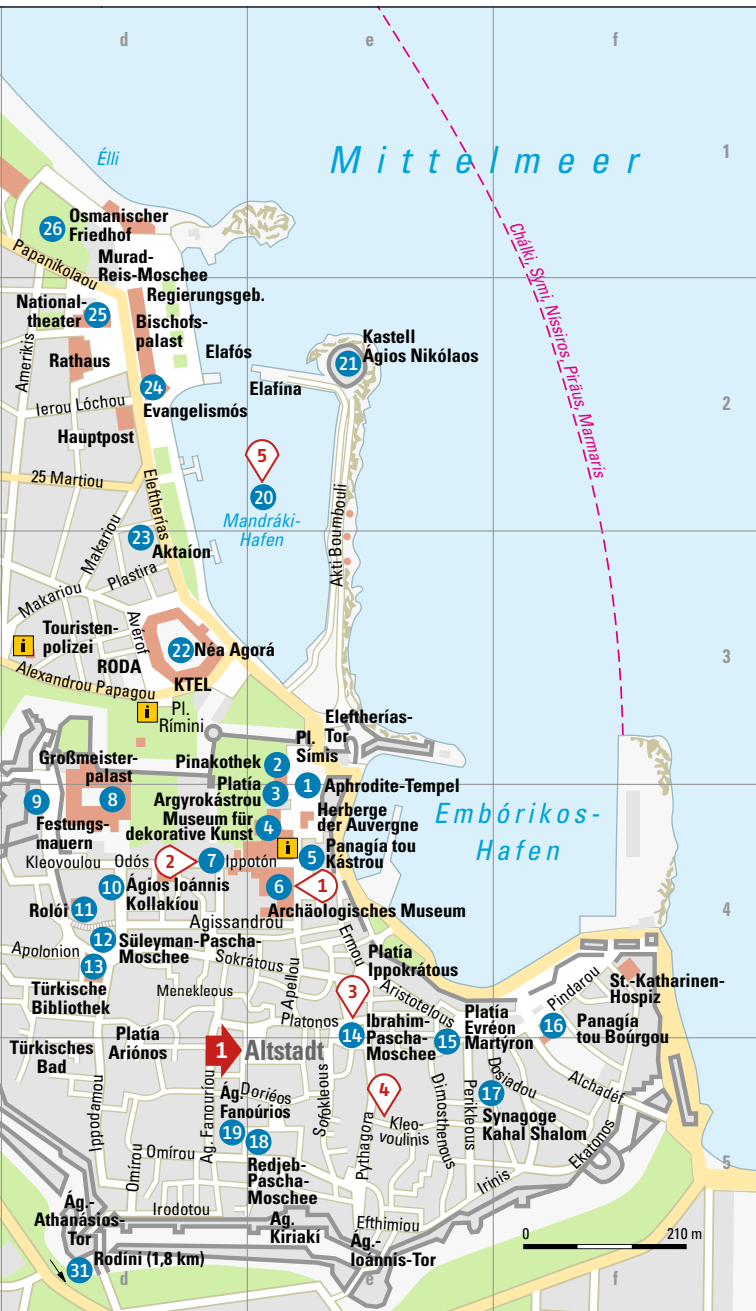 d
e
f
Mittelmeer
1
Élli
26
Osmanischer
Friedhof
Papanikolaou
Murad-
Reis-Moschee
Chálki, Symi, Níssiros, Piräus, Marmaris
National-
theater
25
Regierungsgeb.
Bischofs-
palast
Amerikis
Rathaus
Elafós
Elafína
21
Kastell
Ágios Nikólaos
24
Evangelismós
Ierou Lóchou
Hauptpost
2
25 Martiou
Eleftherías
5
20
Mandráki-
Hafen
Akti Boumbouli
23
Aktaíon
Makariou
Plastira
Makariou
Avérof
Touristen-
polizei
i
RODA
22
Néa Agorá
KTEL
Alexandrou Papagou
3
i
Pl.
Rímini
Eleftherías-
Tor
Pl.
Símis
Großmeister-
palast
Pinakothek
2
1
Aphrodite-Tempel
9
8
Platía
Argyrokástrou
3
Festungs-
mauern
Museum für
dekorative Kunst
4
Herberge
der Auvergne
Embórikos-
Hafen
Kleovoulou
Odós
2
7
Ippotón
i
5
Panagía tou
Kástrou
10
Ágios Ioánnis
Kollakíou
6
1
Archäologisches Museum
4
Rolói
11
Agissandrou
12
Süleyman-Pascha-
Moschee
Apolonion
Sokrátous
Ermou
Platía
Ippokrátous
13
Türkische
Bibliothek
Menekleous
Apellou
3
Aristotelous
Pindarou
St.-Katharinen-
Hospiz
Platonos
14
Ibrahim-
Pascha-
Moschee
15
Platía
Evréon
Martýron
16
Panagía
tou Boúrgou
Türkisches
Bad
Platía
Ariónos
1
Altstadt
4
Dosiadou
Alchadéf
Ippodamou
Ag. Fanouríou
Ág.
Fanoúrios
Doriéos
Sofokleous
Pythagora
Kleo-
voulinis
Dimosthenous
Perikleous
17
Synagoge
Kahal Shalom
Ekatonos
19
18
Omírou
Omírou
Redjeb-
Pascha-
Moschee
Irinis
5
Irodotou
Ág.-
Athanásios-
Tor
Ag.
Kiriakí
Efthimiou
Ág.-
Ioánnis-Tor
0
210 m
31
Rodíni (1,8 km)
d
e
f